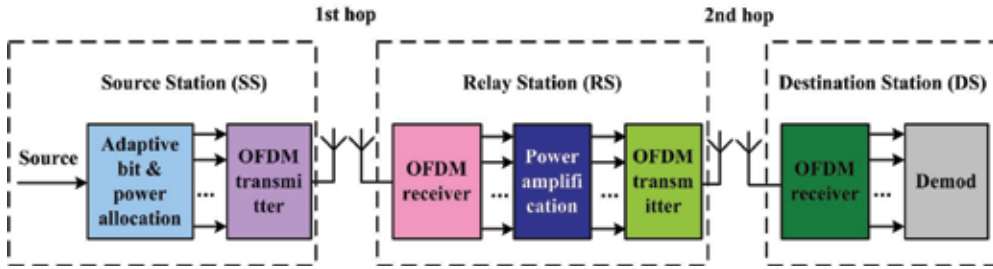 1st hop
2nd hop
Source Station (SS)
Relay Station (RS)
Destination Station (DS)
Source
Adaptive
bit &
power
allocation
...
OFDM
transmi
tter
OFDM
receiver
...
Power
amplifi
cation
...
OFDM
transm
itter
OFDM
receiver
...
Demod